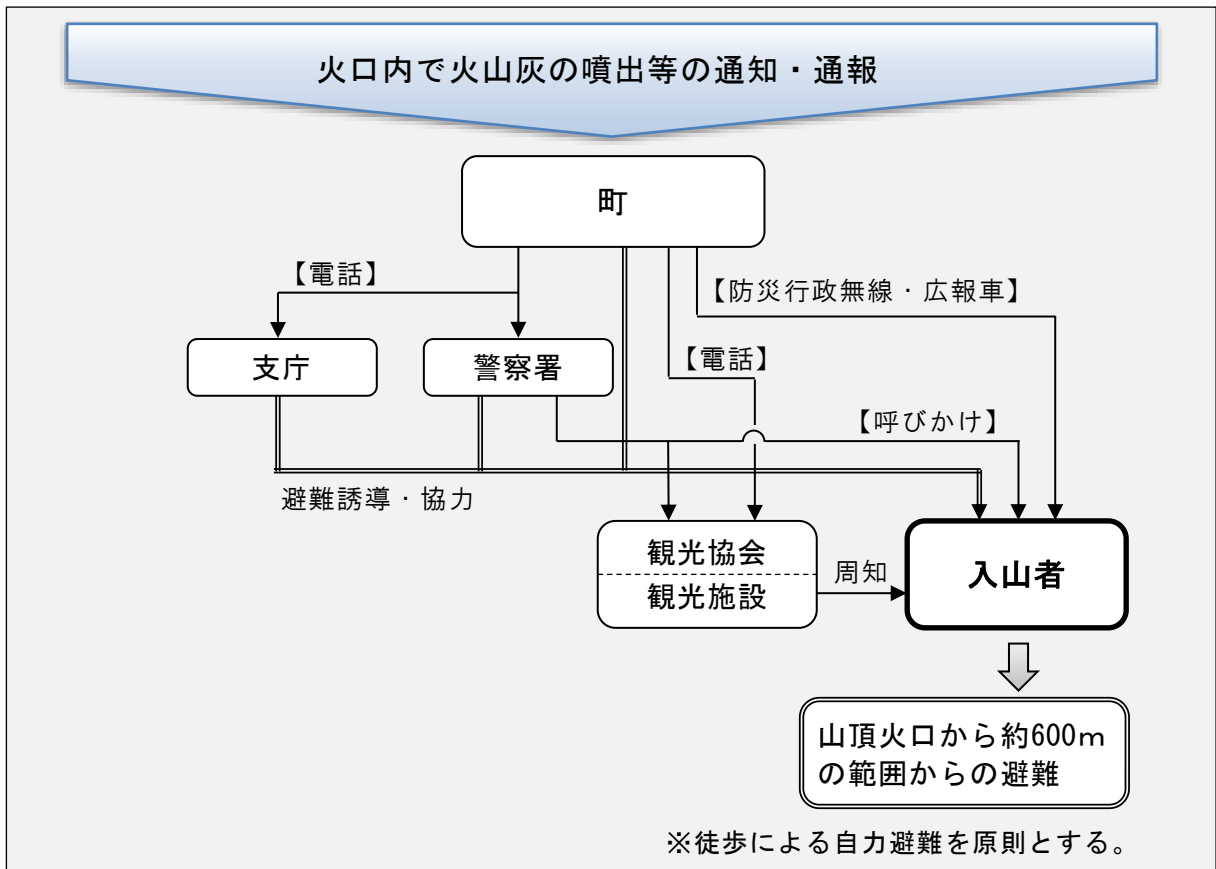 火口内で火山灰の噴出等の通知・通報
町
【電話】
【防災行政無線・広報車】
支庁
警察署
【電話】
【呼びかけ】
避難誘導・協力
観光協会
観光施設
周知
入山者
山頂火口から約600ｍ
の範囲からの避難
※徒歩による自力避難を原則とする。